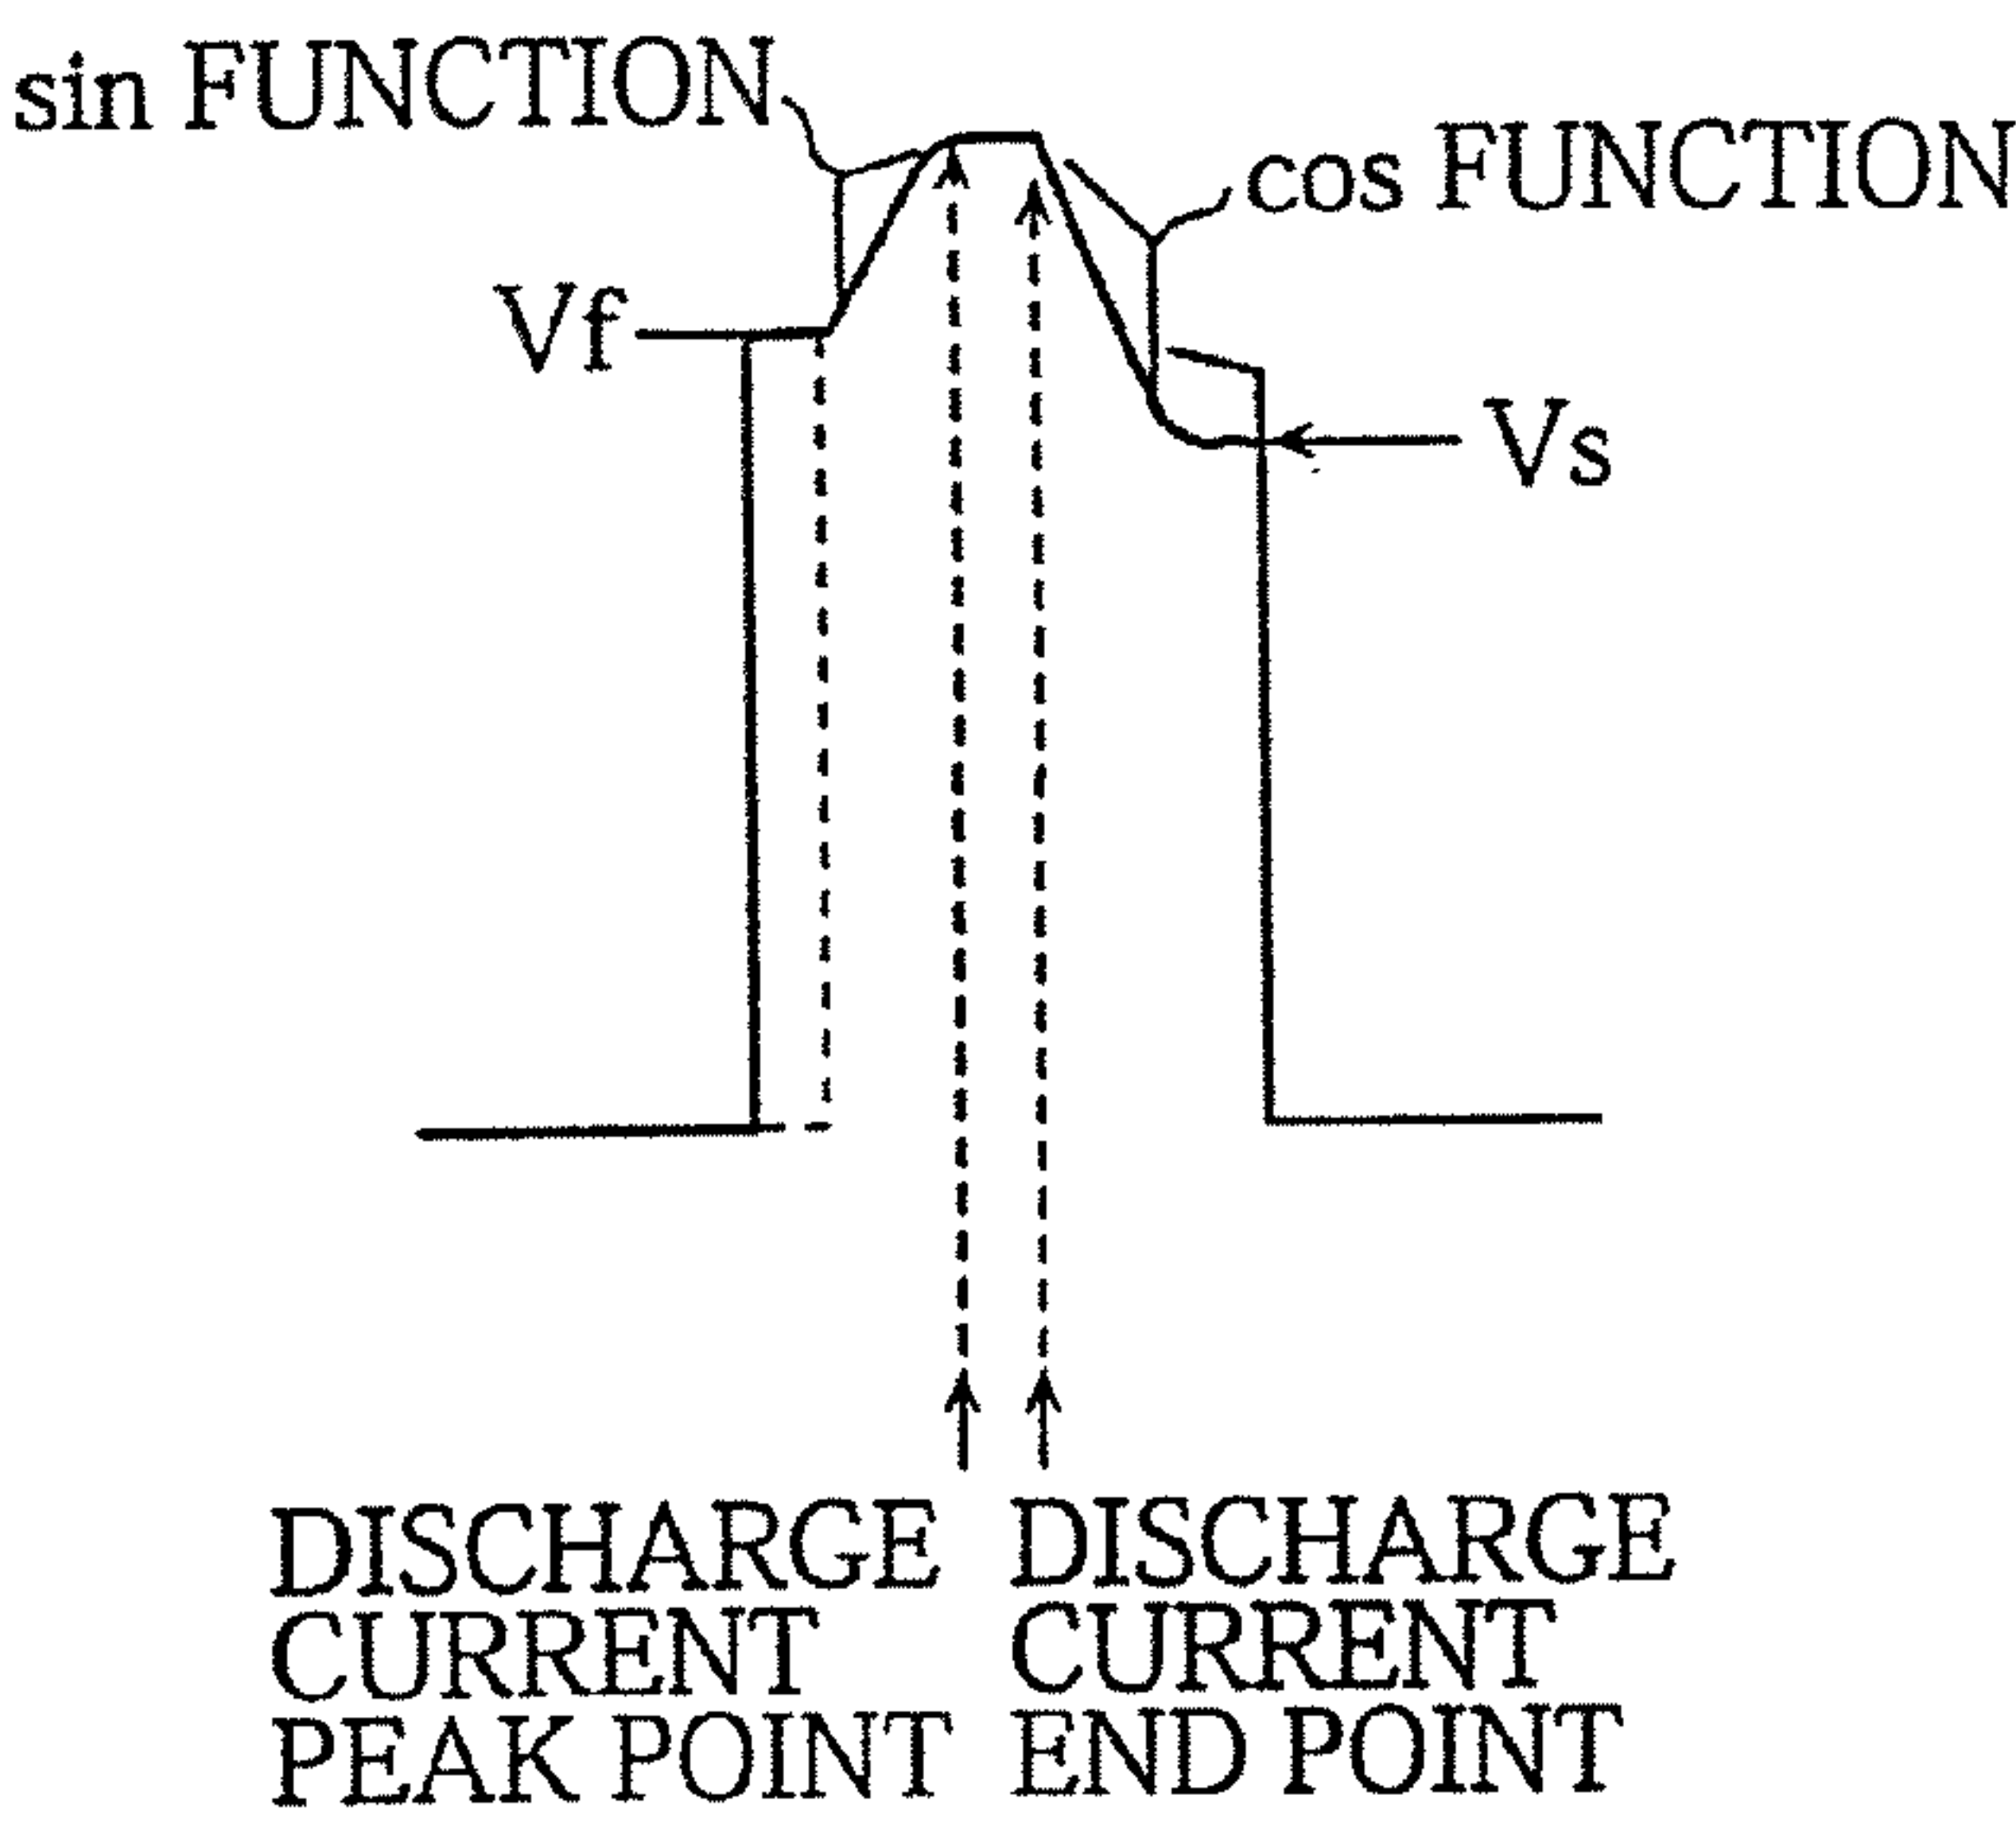 sin FUNCTION
cos FUNCTION
Vf
Vs
DISCHARGE
CURRENT
PEAK POINT
DISCHARGE
CURRENT
END POINT